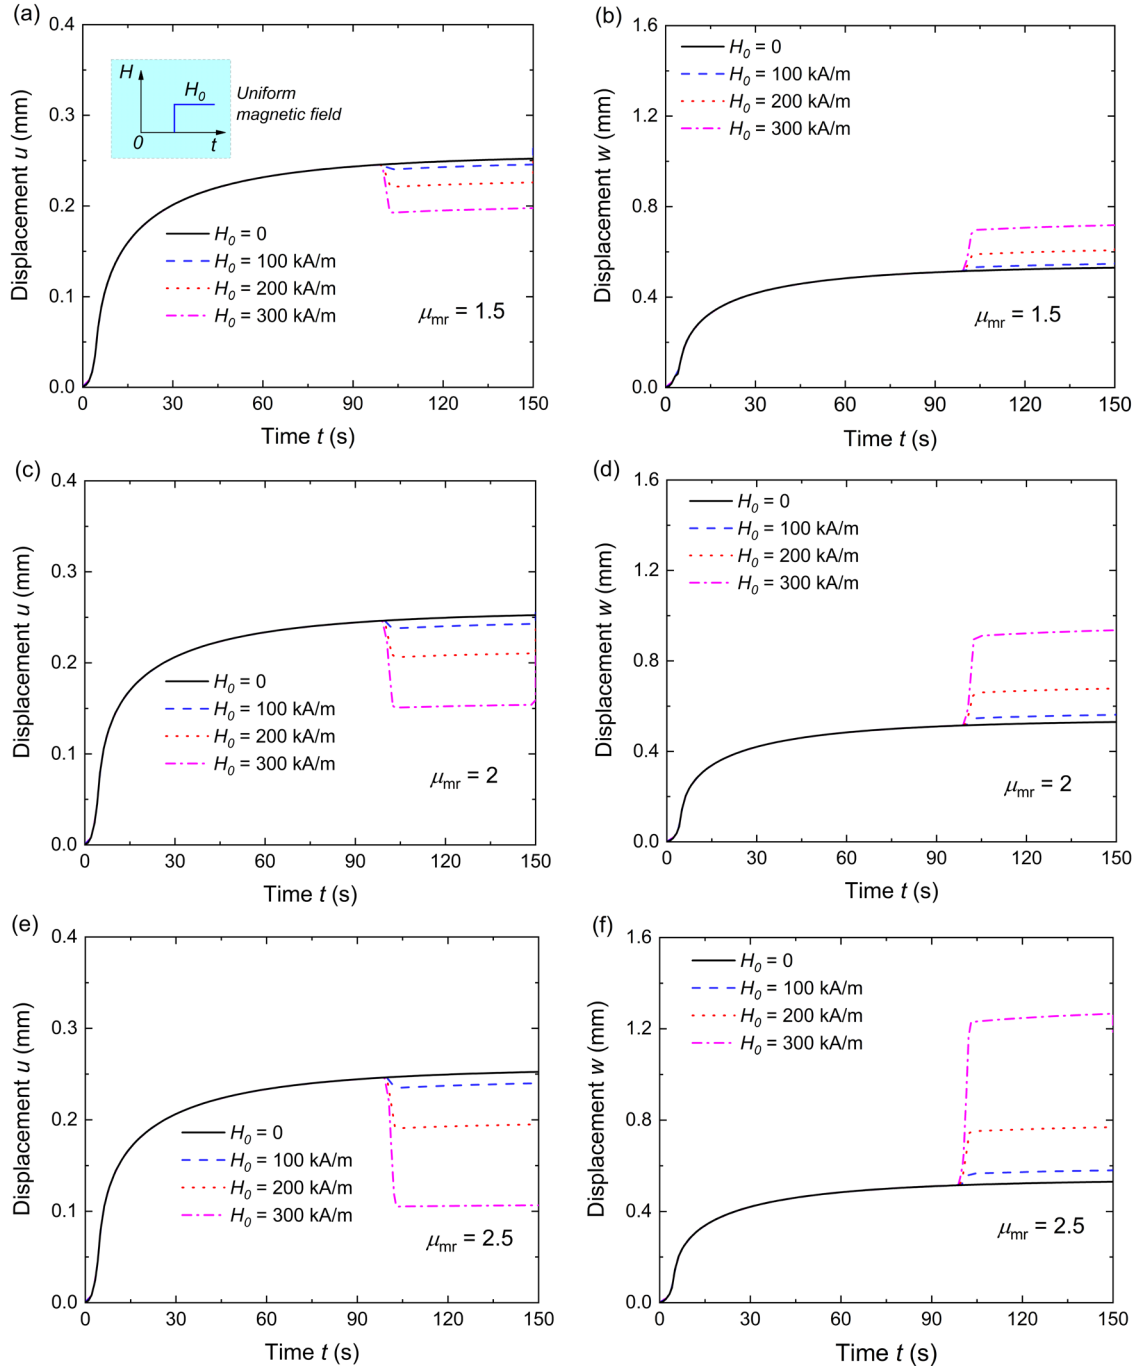 (a)
0.4
0.3
0.2
0.1
0.0
Displacement u (mm)
H
H0
0
t
Uniform
magnetic field
H0 = 0
H0 = 100 kA/m
H0 = 200 kA/m
H0 = 300 kA/m
μmr = 1.5
0 30 60 90 120 150
Time t (s)
(b)
1.6
1.2
0.8
0.4
0.0
Displacement w (mm)
H0 = 0
H0 = 100 kA/m
H0 = 200 kA/m
H0 = 300 kA/m
μmr = 1.5
0 30 60 90 120 150
Time t (s)
(c)
0.4
0.3
0.2
0.1
0.0
Displacement u (mm)
H0 = 0
H0 = 100 kA/m
H0 = 200 kA/m
H0 = 300 kA/m
μmr = 2
0 30 60 90 120 150
Time t (s)
(d)
1.6
1.2
0.8
0.4
0.0
Displacement w (mm)
H0 = 0
H0 = 100 kA/m
H0 = 200 kA/m
H0 = 300 kA/m
μmr = 2
0 30 60 90 120 150
Time t (s)
(e)
0.4
0.3
0.2
0.1
0.0
Displacement u (mm)
H0 = 0
H0 = 100 kA/m
H0 = 200 kA/m
H0 = 300 kA/m
μmr = 2.5
0 30 60 90 120 150
Time t (s)
(f)
1.6
1.2
0.8
0.4
0.0
Displacement w (mm)
H0 = 0
H0 = 100 kA/m
H0 = 200 kA/m
H0 = 300 kA/m
μmr = 2.5
0 30 60 90 120 150
Time t (s)